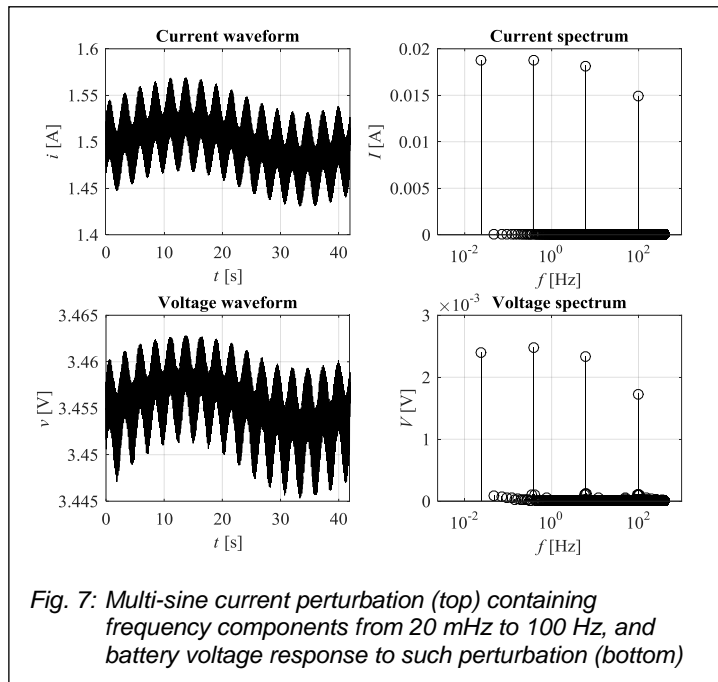 Current waveform
1.6
1.55
1.5
1.45
1.4
i [A]
0 10 20 30 40
t [s]
Current spectrum
0.02
0.015
0.01
0.005
0
I [A]
10-2 100 102
f [Hz]
Voltage waveform
3.465
3.46
3.455
3.45
3.445
v [V]
0 10 20 30 40
t [s]
×10-3 Voltage spectrum
3
2
1
0
V [V]
10-2 100 102
f [Hz]
Fig. 7: Multi-sine current perturbation (top) containing
frequency components from 20 mHz to 100 Hz, and
battery voltage response to such perturbation (bottom)